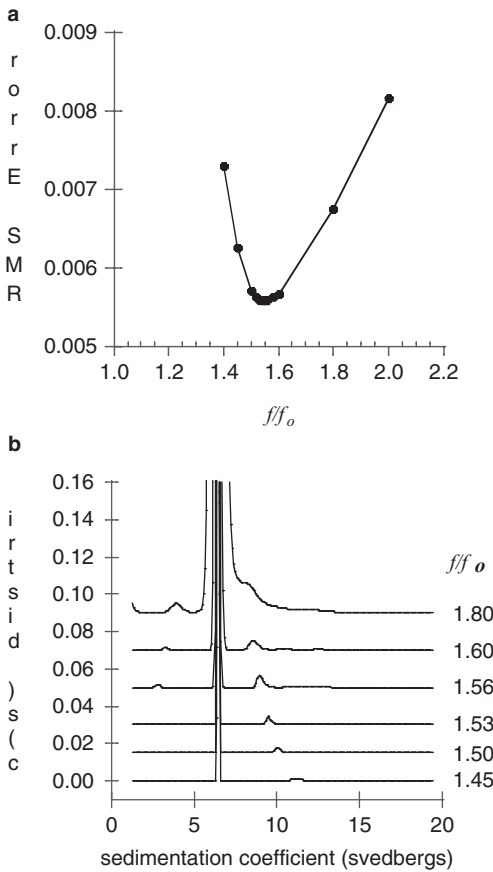 a
r o r r E S M R
0.009
0.008
0.007
0.006
0.005
1.0 1.2 1.4 1.6 1.8 2.0 2.2
f/fo
b
i r t s i d ) s ( c
0.16
0.14
0.12
0.10
0.08
0.06
0.04
0.02
0.00
f/f o
1.80
1.60
1.56
1.53
1.50
1.45
0 5 10 15 20
sedimentation coefficient (svedbergs)